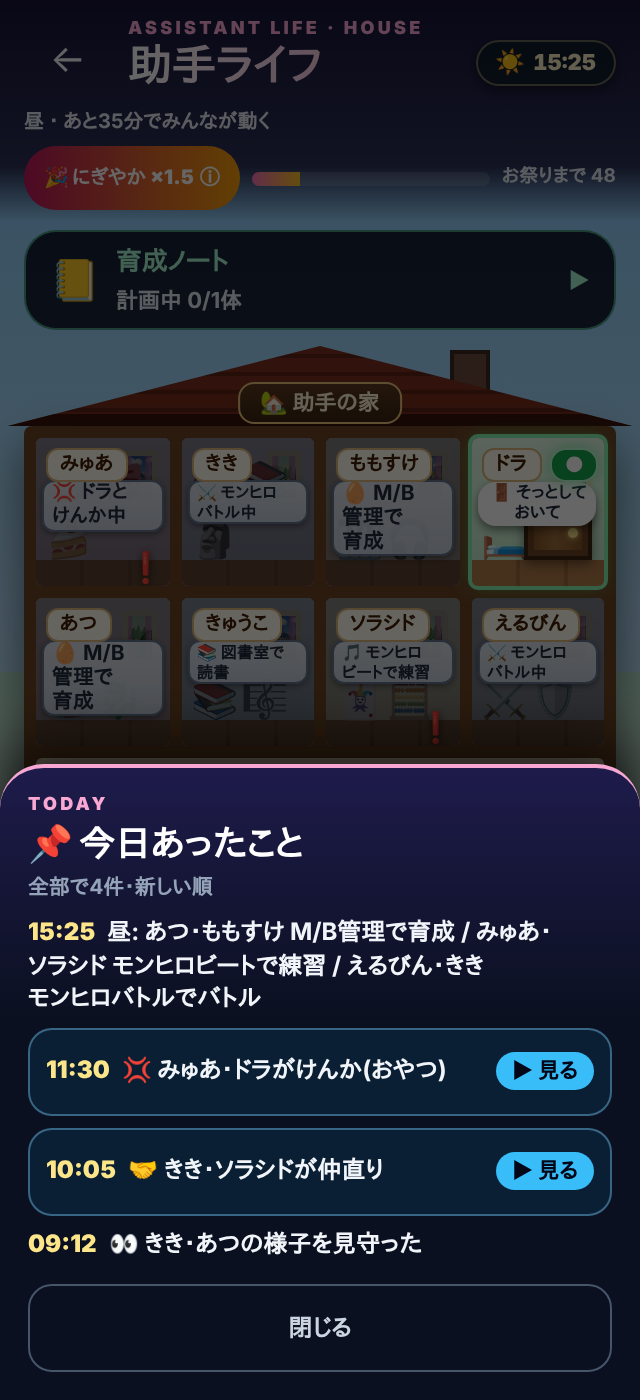 ASSISTANT LIFE · HOUSE
助手ライフ
15:25
昼・あと35分でみんなが動く
にぎやか ×1.5 ⓘ
お祭りまで 48
育成ノート
計画中 0/1体
助手の家
みゅあ
💢 ドラと
けんか中
きき
⚔️ モンヒロ
バトル中
ももすけ
🥚 M/B
管理で
育成
ドラ
🚪 そっとして
おいて
❗
あつ
🥚 M/B
管理で
育成
きゅうこ
📚 図書室で
読書
ソラシド
🎵 モンヒロ
ビートで練習
えるびん
⚔️ モンヒロ
バトル中
❗
TODAY
📌 今日あったこと
全部で4件・新しい順
15:25 昼: あつ・ももすけ M/B管理で育成 / みゅあ・
ソラシド モンヒロビートで練習 / えるびん・きき
モンヒロバトルでバトル
11:30 💢 みゅあ・ドラがけんか(おやつ)
▶ 見る
10:05 🤝 きき・ソラシドが仲直り
▶ 見る
09:12 👀 きき・あつの様子を見守った
閉じる